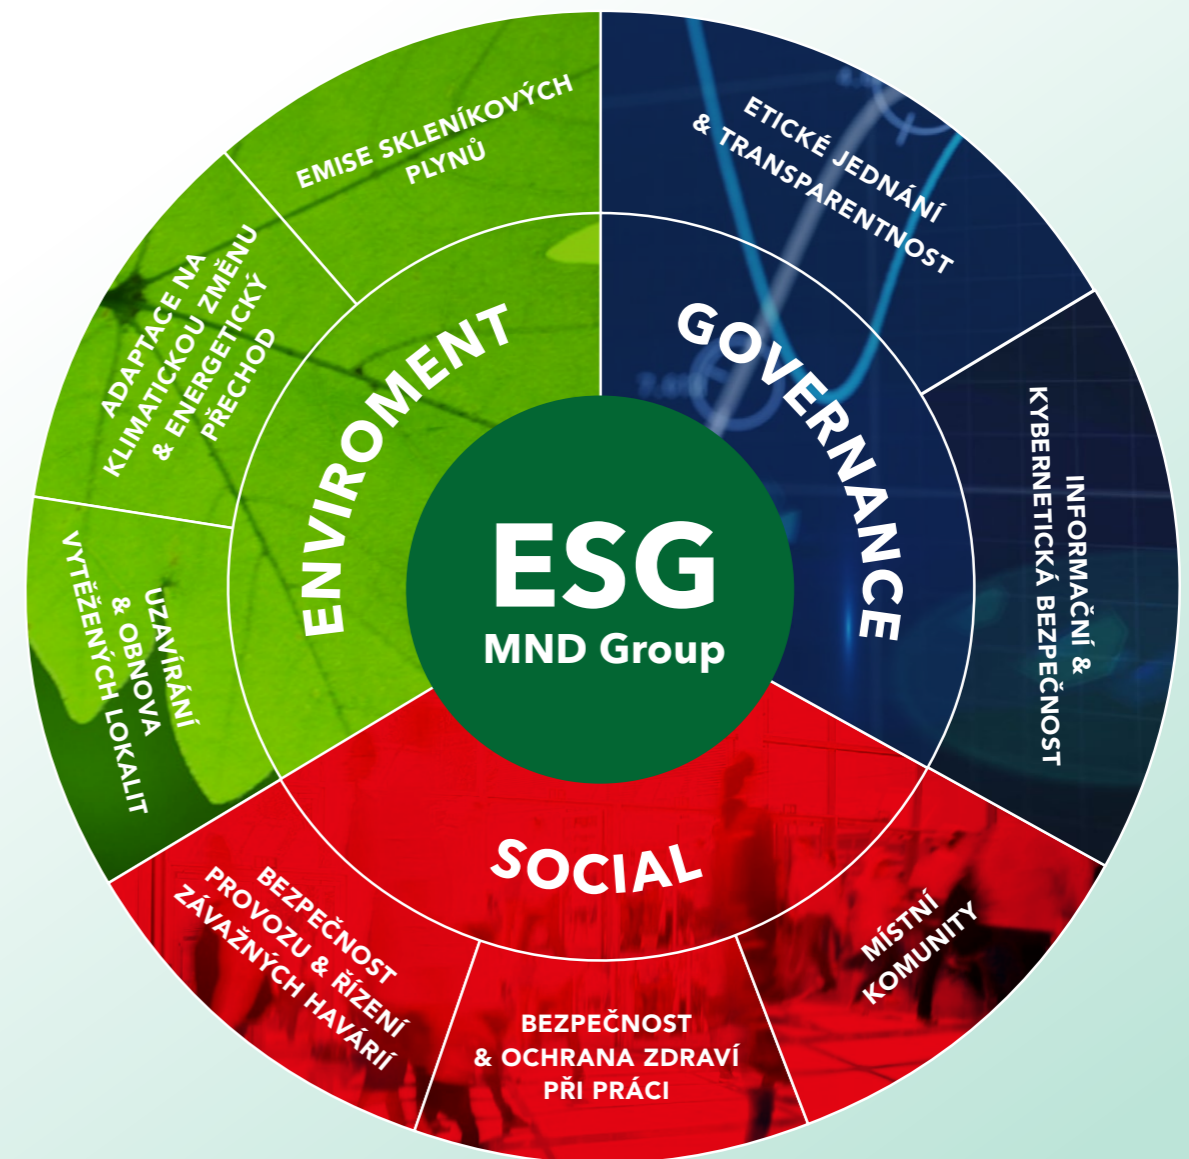 ESG
MND Group
ENVIROMENT
EMISE SKLENÍKOVÝCH
PLYNŮ
ADAPTACE NA
KLIMATICKOU ZMĚNU
& ENERGETICKÝ
PŘECHOD
UZAVÍRÁNÍ
& OBNOVA
VYTĚŽENÝCH LOKALIT
GOVERNANCE
ETICKÉ JEDNÁNÍ
& TRANSPARENTNOST
INFORMAČNÍ &
KYBERNETICKÁ BEZPEČNOST
SOCIAL
BEZPEČNOST
PROVOZU & ŘÍZENÍ
ZÁVAŽNÝCH HAVÁRIÍ
BEZPEČNOST
& OCHRANA ZDRAVÍ
PŘI PRÁCI
MÍSTNÍ
KOMUNITY